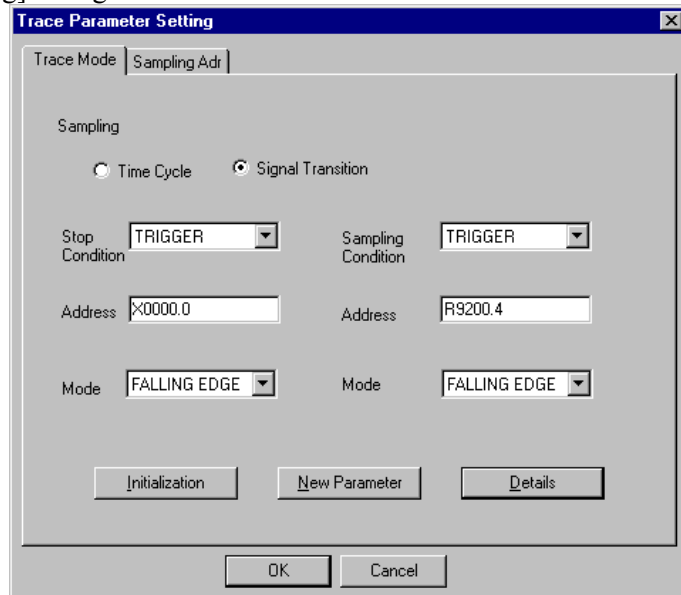 Trace Parameter Setting
Trace Mode Sampling Adr
Sampling
Time Cycle Signal Transition
Stop Condition TRIGGER Sampling Condition TRIGGER
Address X0000.0 Address R9200.4
Mode FALLING EDGE Mode FALLING EDGE
Initialization New Parameter Details
OK Cancel